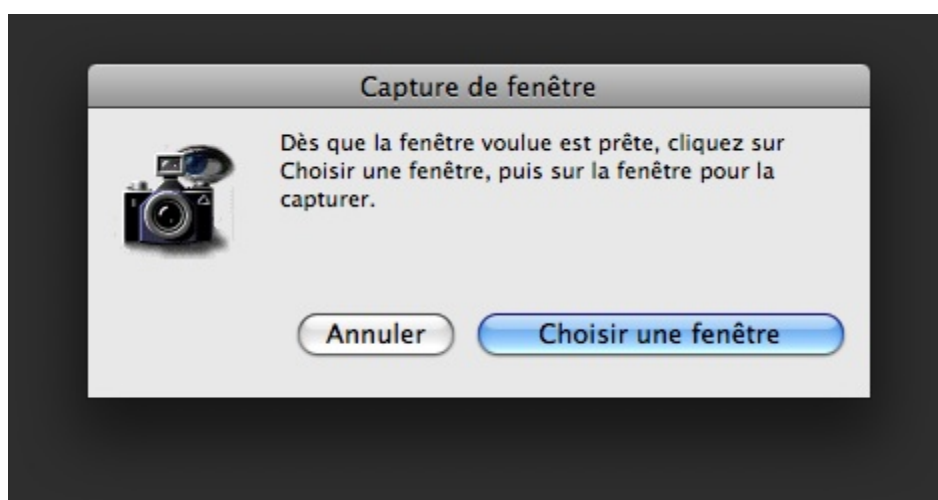 Capture de fenêtre
Dès que la fenêtre voulue est prête, cliquez sur
Choisir une fenêtre, puis sur la fenêtre pour la
capturer.
Annuler
Choisir une fenêtre